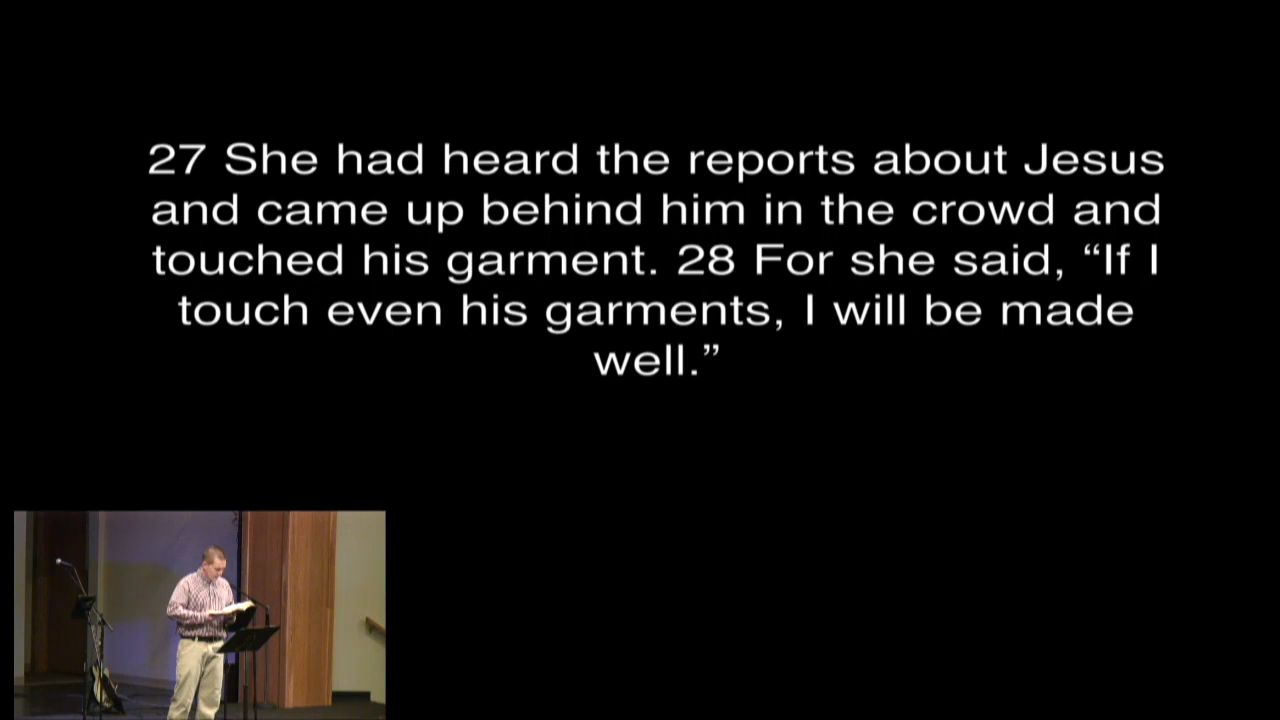 27 She had heard the reports about Jesus
and came up behind him in the crowd and
touched his garment. 28 For she said, “If I
touch even his garments, I will be made
well.”